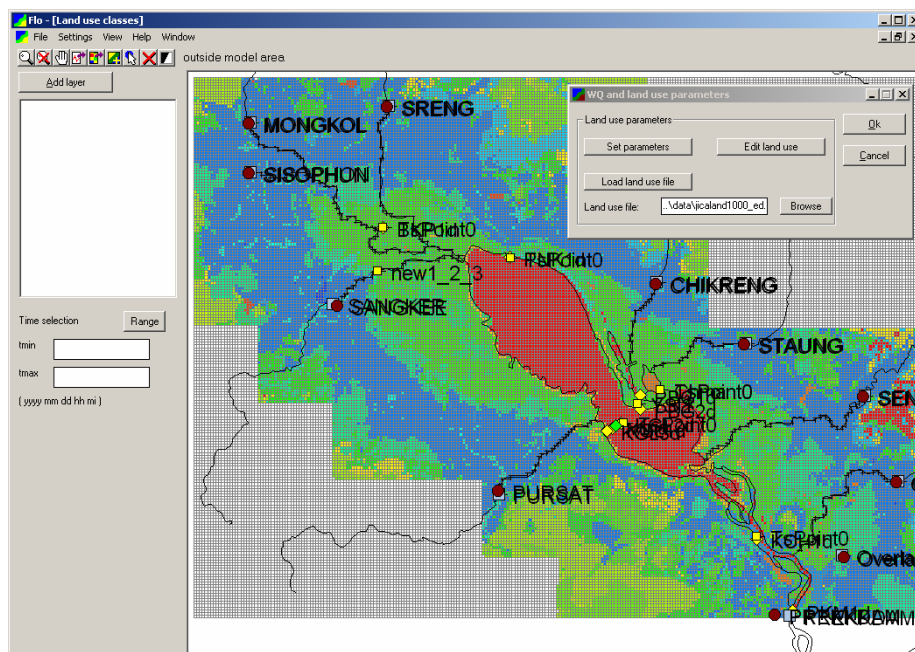 Flo - [Land use classes]
File Settings View Help Window
outside model area
Add layer
Time selection Range
tmin
tmax
( yyyy mm dd hh mi )
WQ and land use parameters
Land use parameters
Set parameters Edit land use
Load land use file
Land use file: ..\data\jicaland1000_ed. Browse
Ok
Cancel
SRENG
MONGKOL
SISOPHON
new1_2_3
SANGKER
CHIKRENG
STAUNG
SEN
PURSAT
TsPoint0
Overla